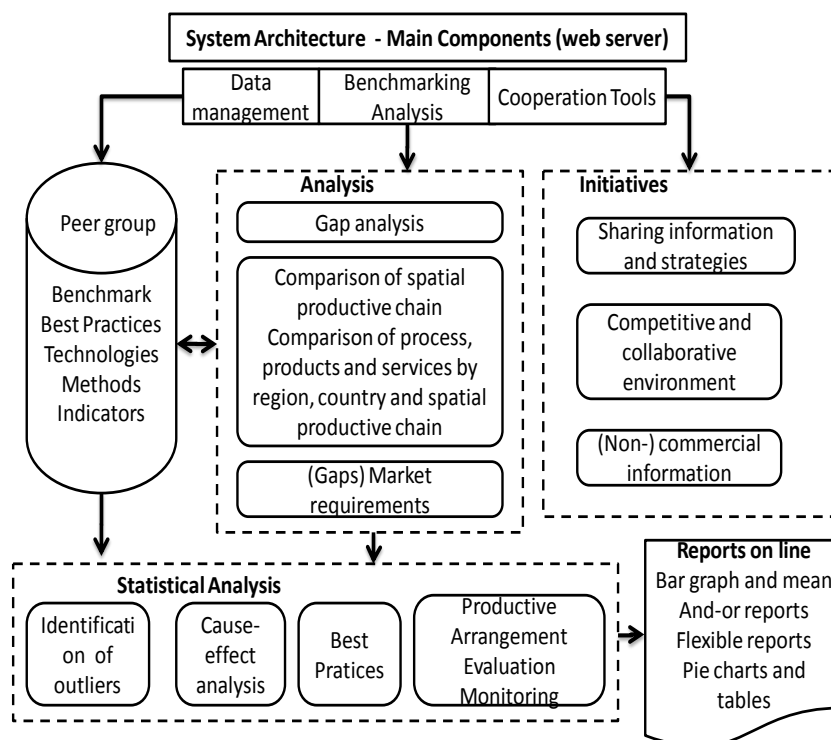 System Architecture - Main Components (web server)
Data
management
Benchmarking
Analysis
Cooperation Tools
Peer group
Benchmark
Best Practices
Technologies
Methods
Indicators
Analysis
Gap analysis
Comparison of spatial
productive chain
Comparison of process,
products and services by
region, country and spatial
productive chain
(Gaps) Market
requirements
Initiatives
Sharing information
and strategies
Competitive and
collaborative
environment
(Non-) commercial
information
Statistical Analysis
Identificati
on of
outliers
Cause-
effect
analysis
Best
Pratices
Productive
Arrangement
Evaluation
Monitoring
Reports on line
Bar graph and mean
And-or reports
Flexible reports
Pie charts and
tables